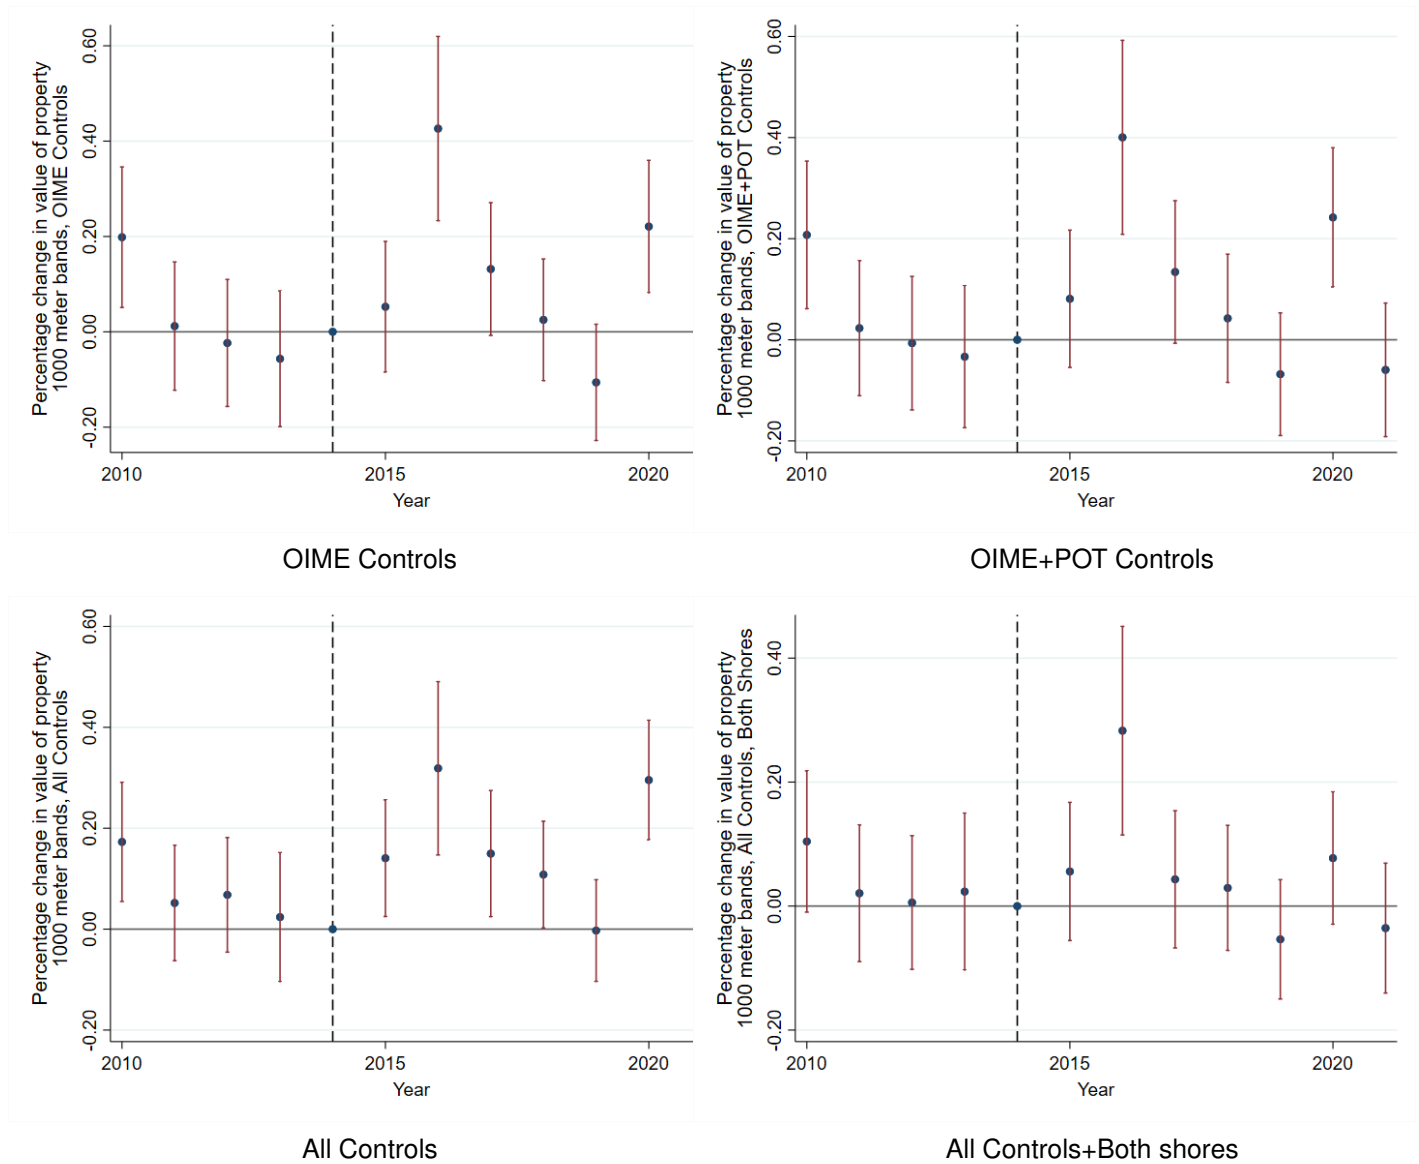 Percentage change in value of property
1000 meter bands, OIME Controls
0.60
0.40
0.20
0.00
-0.20
2010
2015
2020
Year
OIME Controls
Percentage change in value of property
1000 meter bands, OIME+POT Controls
0.60
0.40
0.20
0.00
-0.20
2010
2015
2020
Year
OIME+POT Controls
Percentage change in value of property
1000 meter bands, All Controls
0.60
0.40
0.20
0.00
-0.20
2010
2015
2020
Year
All Controls
Percentage change in value of property
1000 meter bands, All Controls, Both Shores
0.40
0.20
0.00
-0.20
2010
2015
2020
Year
All Controls+Both shores